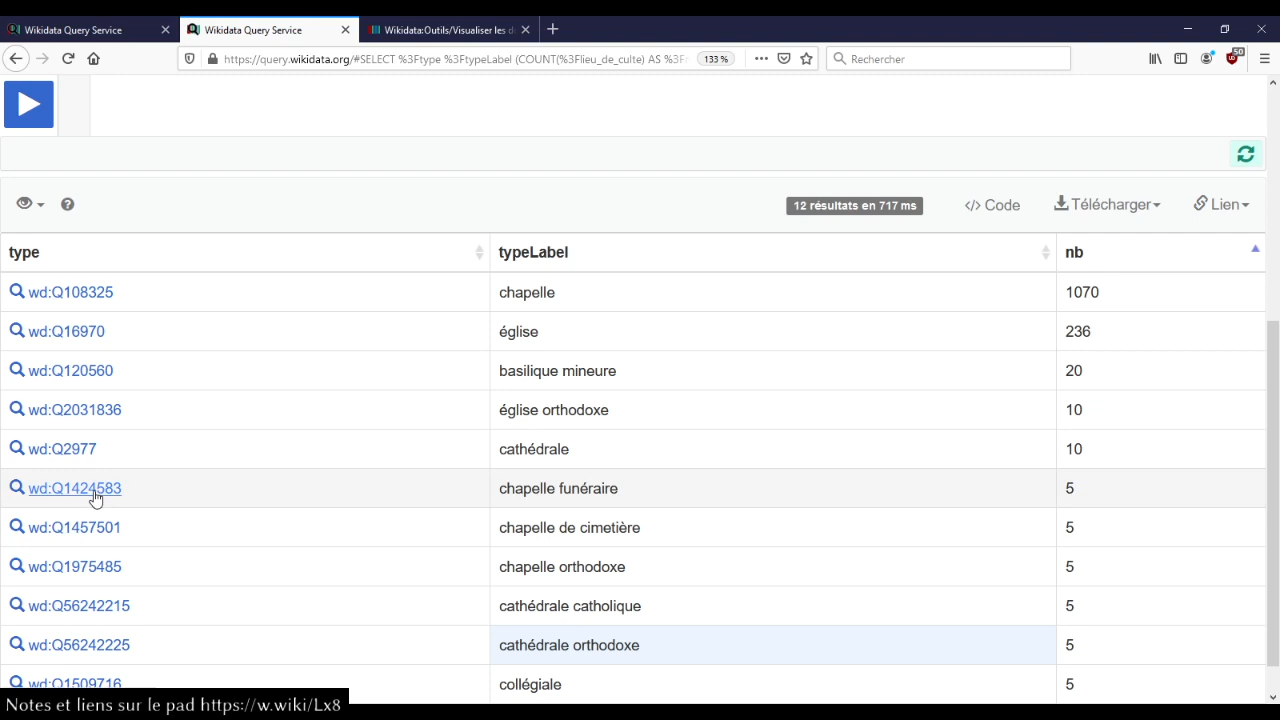 Wikidata Query Service
Wikidata Query Service
Wikidata:Outils/Visualiser les d
https://query.wikidata.org/#SELECT %3Ftype %3FtypeLabel (COUNT(%3Flieu_de_culte) AS %3F
133 %
Rechercher
50
12 résultats en 717 ms
</> Code
Télécharger
Lien
type typeLabel nb
wd:Q108325 chapelle 1070
wd:Q16970 église 236
wd:Q120560 basilique mineure 20
wd:Q2031836 église orthodoxe 10
wd:Q2977 cathédrale 10
wd:Q1424583 chapelle funéraire 5
wd:Q1457501 chapelle de cimetière 5
wd:Q1975485 chapelle orthodoxe 5
wd:Q56242215 cathédrale catholique 5
wd:Q56242225 cathédrale orthodoxe 5
wd:Q1509716 collégiale 5
Notes et liens sur le pad https://w.wiki/Lx8